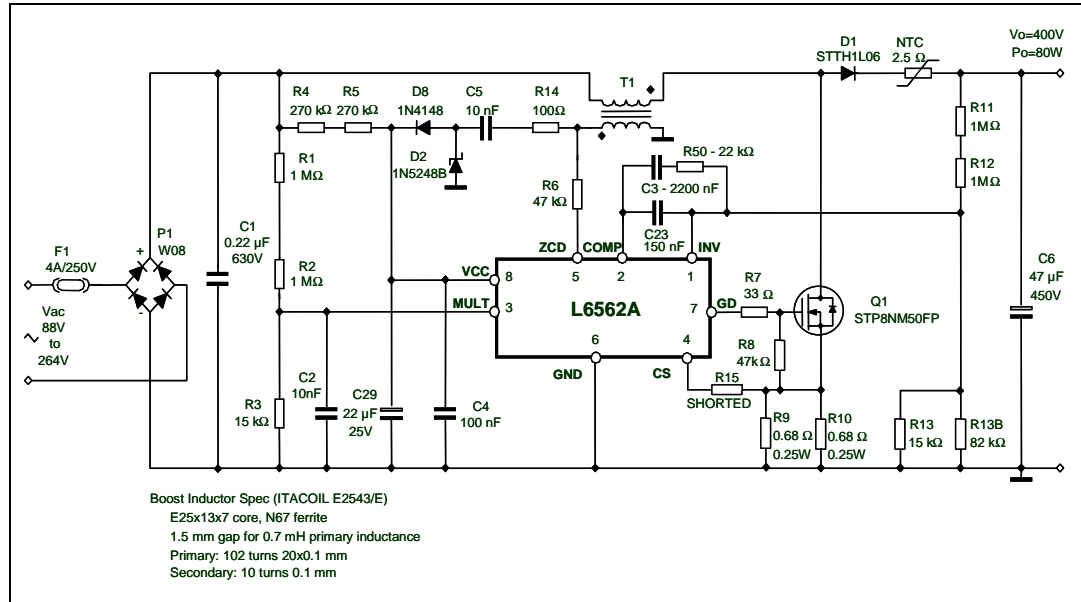 Vo=400V
Po=80W
D1
STTH1L06
NTC
2.5 Ω
T1
R4
270 kΩ
R5
270 kΩ
D8
1N4148
C5
10 nF
R14
100Ω
D2
1N5248B
R1
1 MΩ
R6
47 kΩ
R50 - 22 kΩ
C3 - 2200 nF
C23
150 nF
R11
1MΩ
R12
1MΩ
F1
4A/250V
P1
W08
+
-
C1
0.22 µF
630V
R2
1 MΩ
ZCD
COMP
INV
5
2
1
VCC
8
MULT
3
L6562A
7
GD
R7
33 Ω
Q1
STP8NM50FP
C6
47 µF
450V
Vac
88V
to
264V
6
4
GND
CS
R8
47kΩ
R15
SHORTED
R3
15 kΩ
C2
10nF
C29
22 µF
25V
C4
100 nF
R9
0.68 Ω
0.25W
R10
0.68 Ω
0.25W
R13
15 kΩ
R13B
82 kΩ
Boost Inductor Spec (ITACOIL E2543/E)
E25x13x7 core, N67 ferrite
1.5 mm gap for 0.7 mH primary inductance
Primary: 102 turns 20x0.1 mm
Secondary: 10 turns 0.1 mm